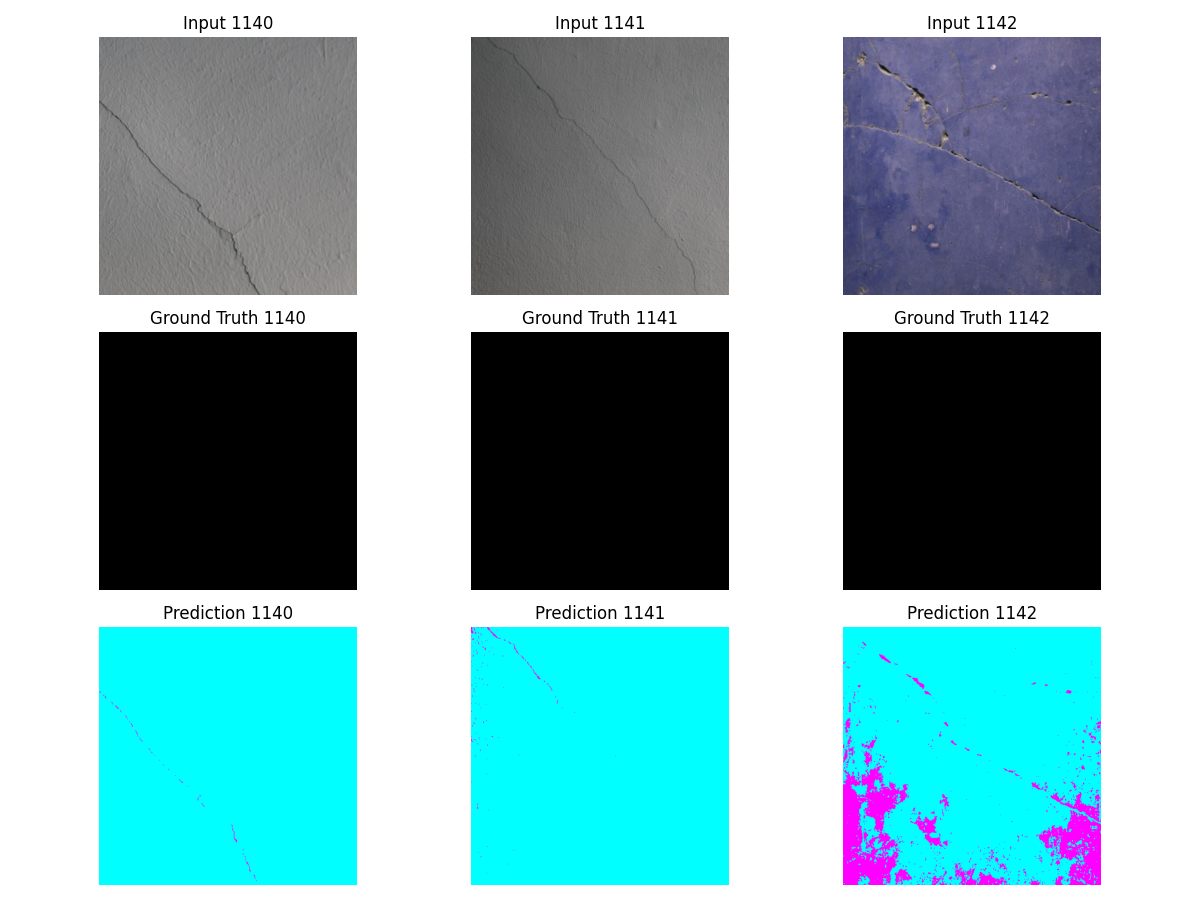 Input 1140
Input 1141
Input 1142
Ground Truth 1140
Ground Truth 1141
Ground Truth 1142
Prediction 1140
Prediction 1141
Prediction 1142